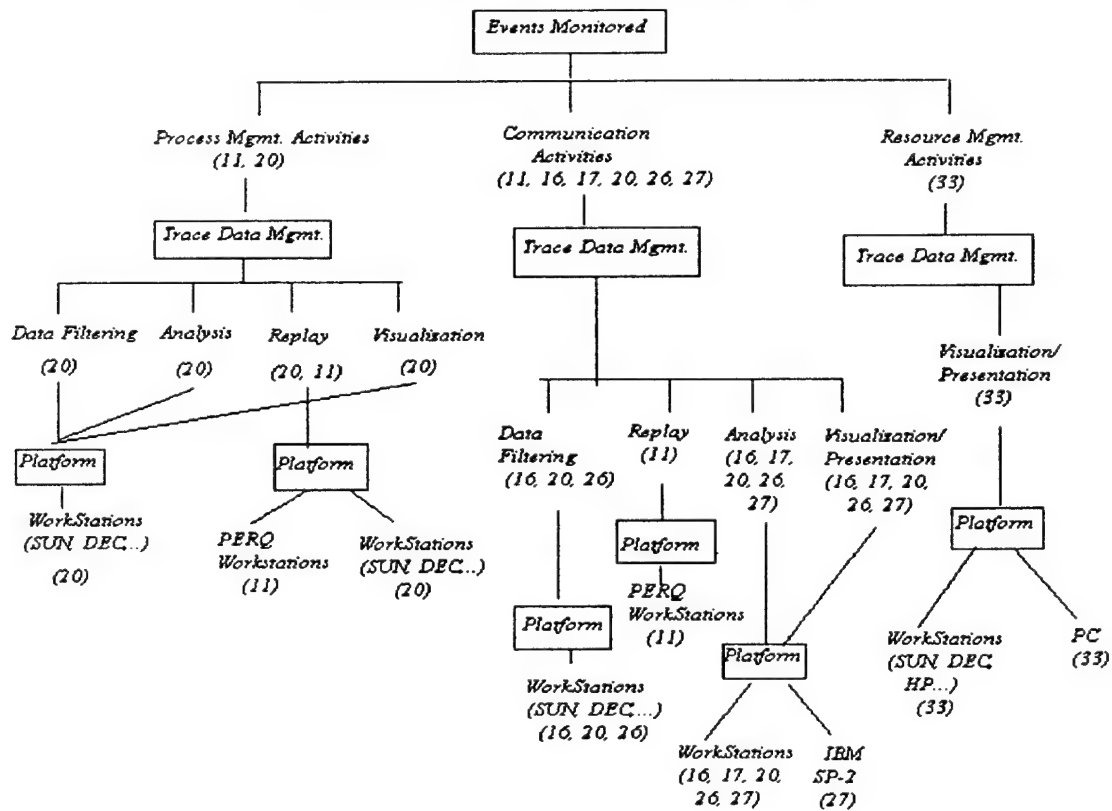 Events Monitored
Process Mgmt. Activities
(11, 20)
Communication
Activities
(11, 16, 17, 20, 26, 27)
Resource Mgmt.
Activities
(33)
Trace Data Mgmt.
Trace Data Mgmt.
Trace Data Mgmt.
Data Filtering
(20)
Analysis
(20)
Replay
(20, 11)
Visualization
(20)
Visualization/
Presentation
(33)
Platform
WorkStations
(SUN, DEC,..)
(20)
Platform
PERQ
Workstations
(11)
WorkStations
(SUN, DEC,..)
(20)
Data
Filtering
(16, 20, 26)
Replay
(11)
Analysis
(16, 17,
20, 26,
27)
Visualization/
Presentation
(16, 17, 20,
26, 27)
Platform
PERQ
WorkStations
(11)
Platform
WorkStations
(SUN, DEC,...)
(16, 20, 26)
Platform
WorkStations
(16, 17, 20,
26, 27)
IBM
SP-2
(27)
Platform
WorkStations
(SUN, DEC,
HP...)
(33)
PC
(33)